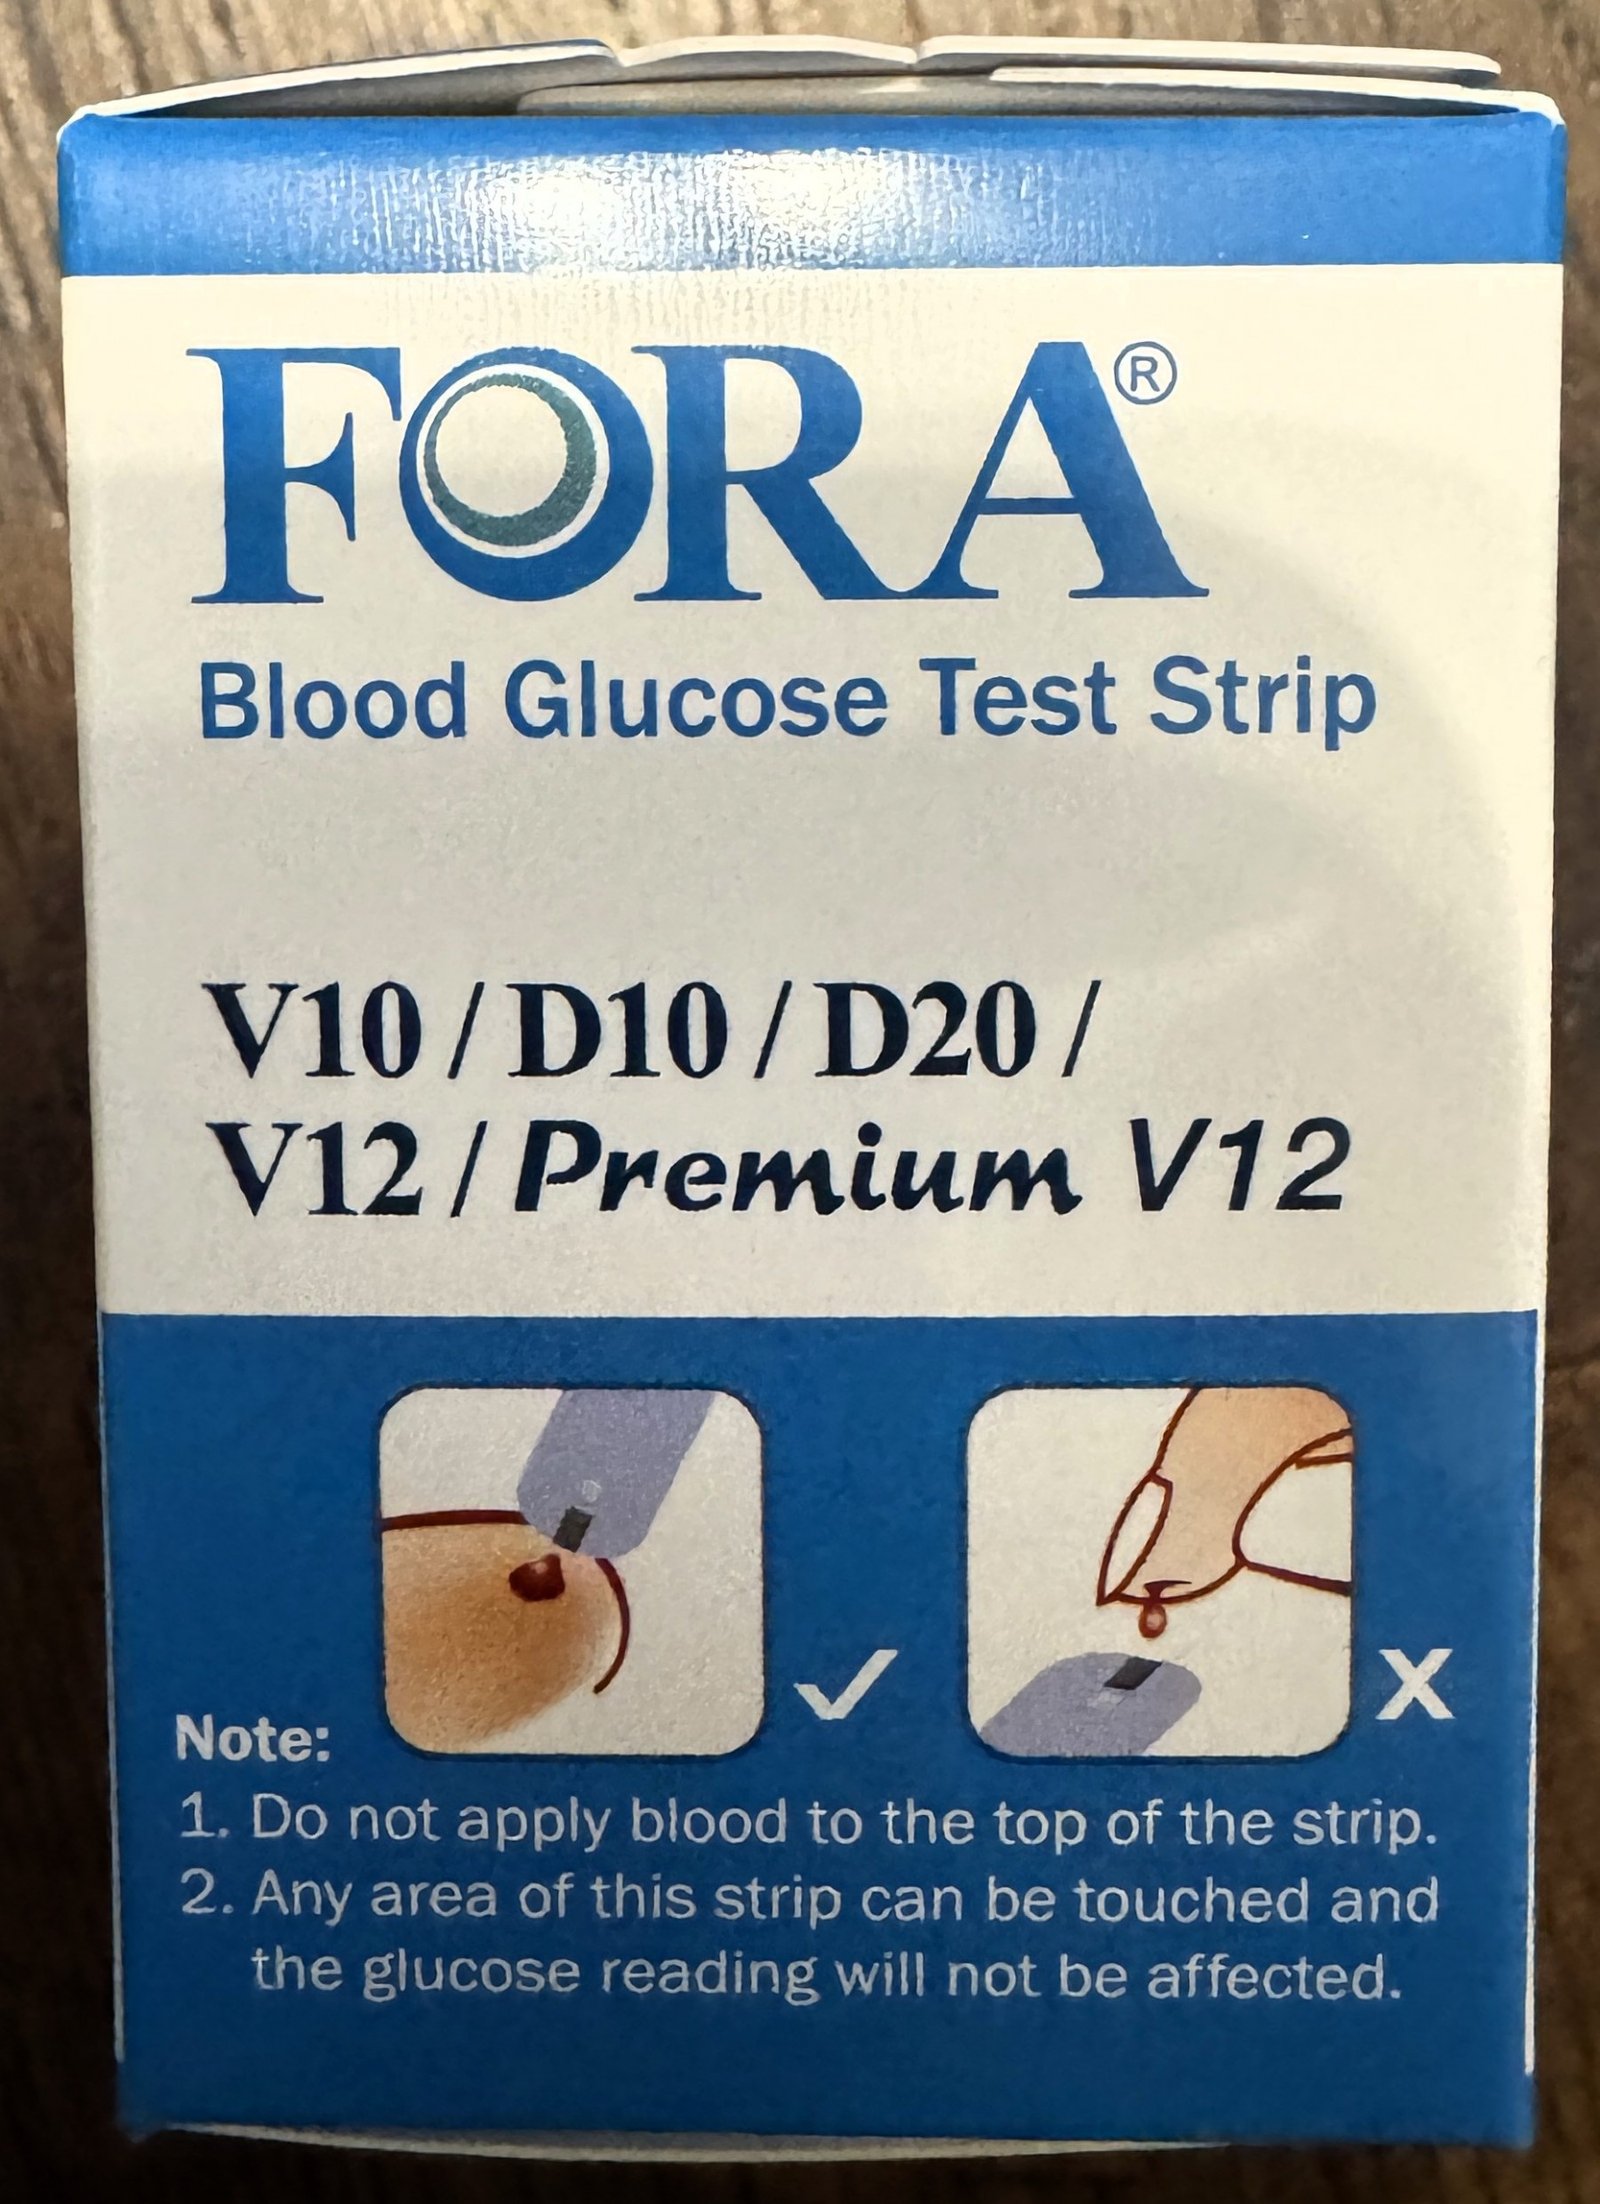 FORA®
Blood Glucose Test Strip
V10 / D10 / D20 /
V12 / Premium V12
Note:
1. Do not apply blood to the top of the strip.
2. Any area of this strip can be touched and
the glucose reading will not be affected.